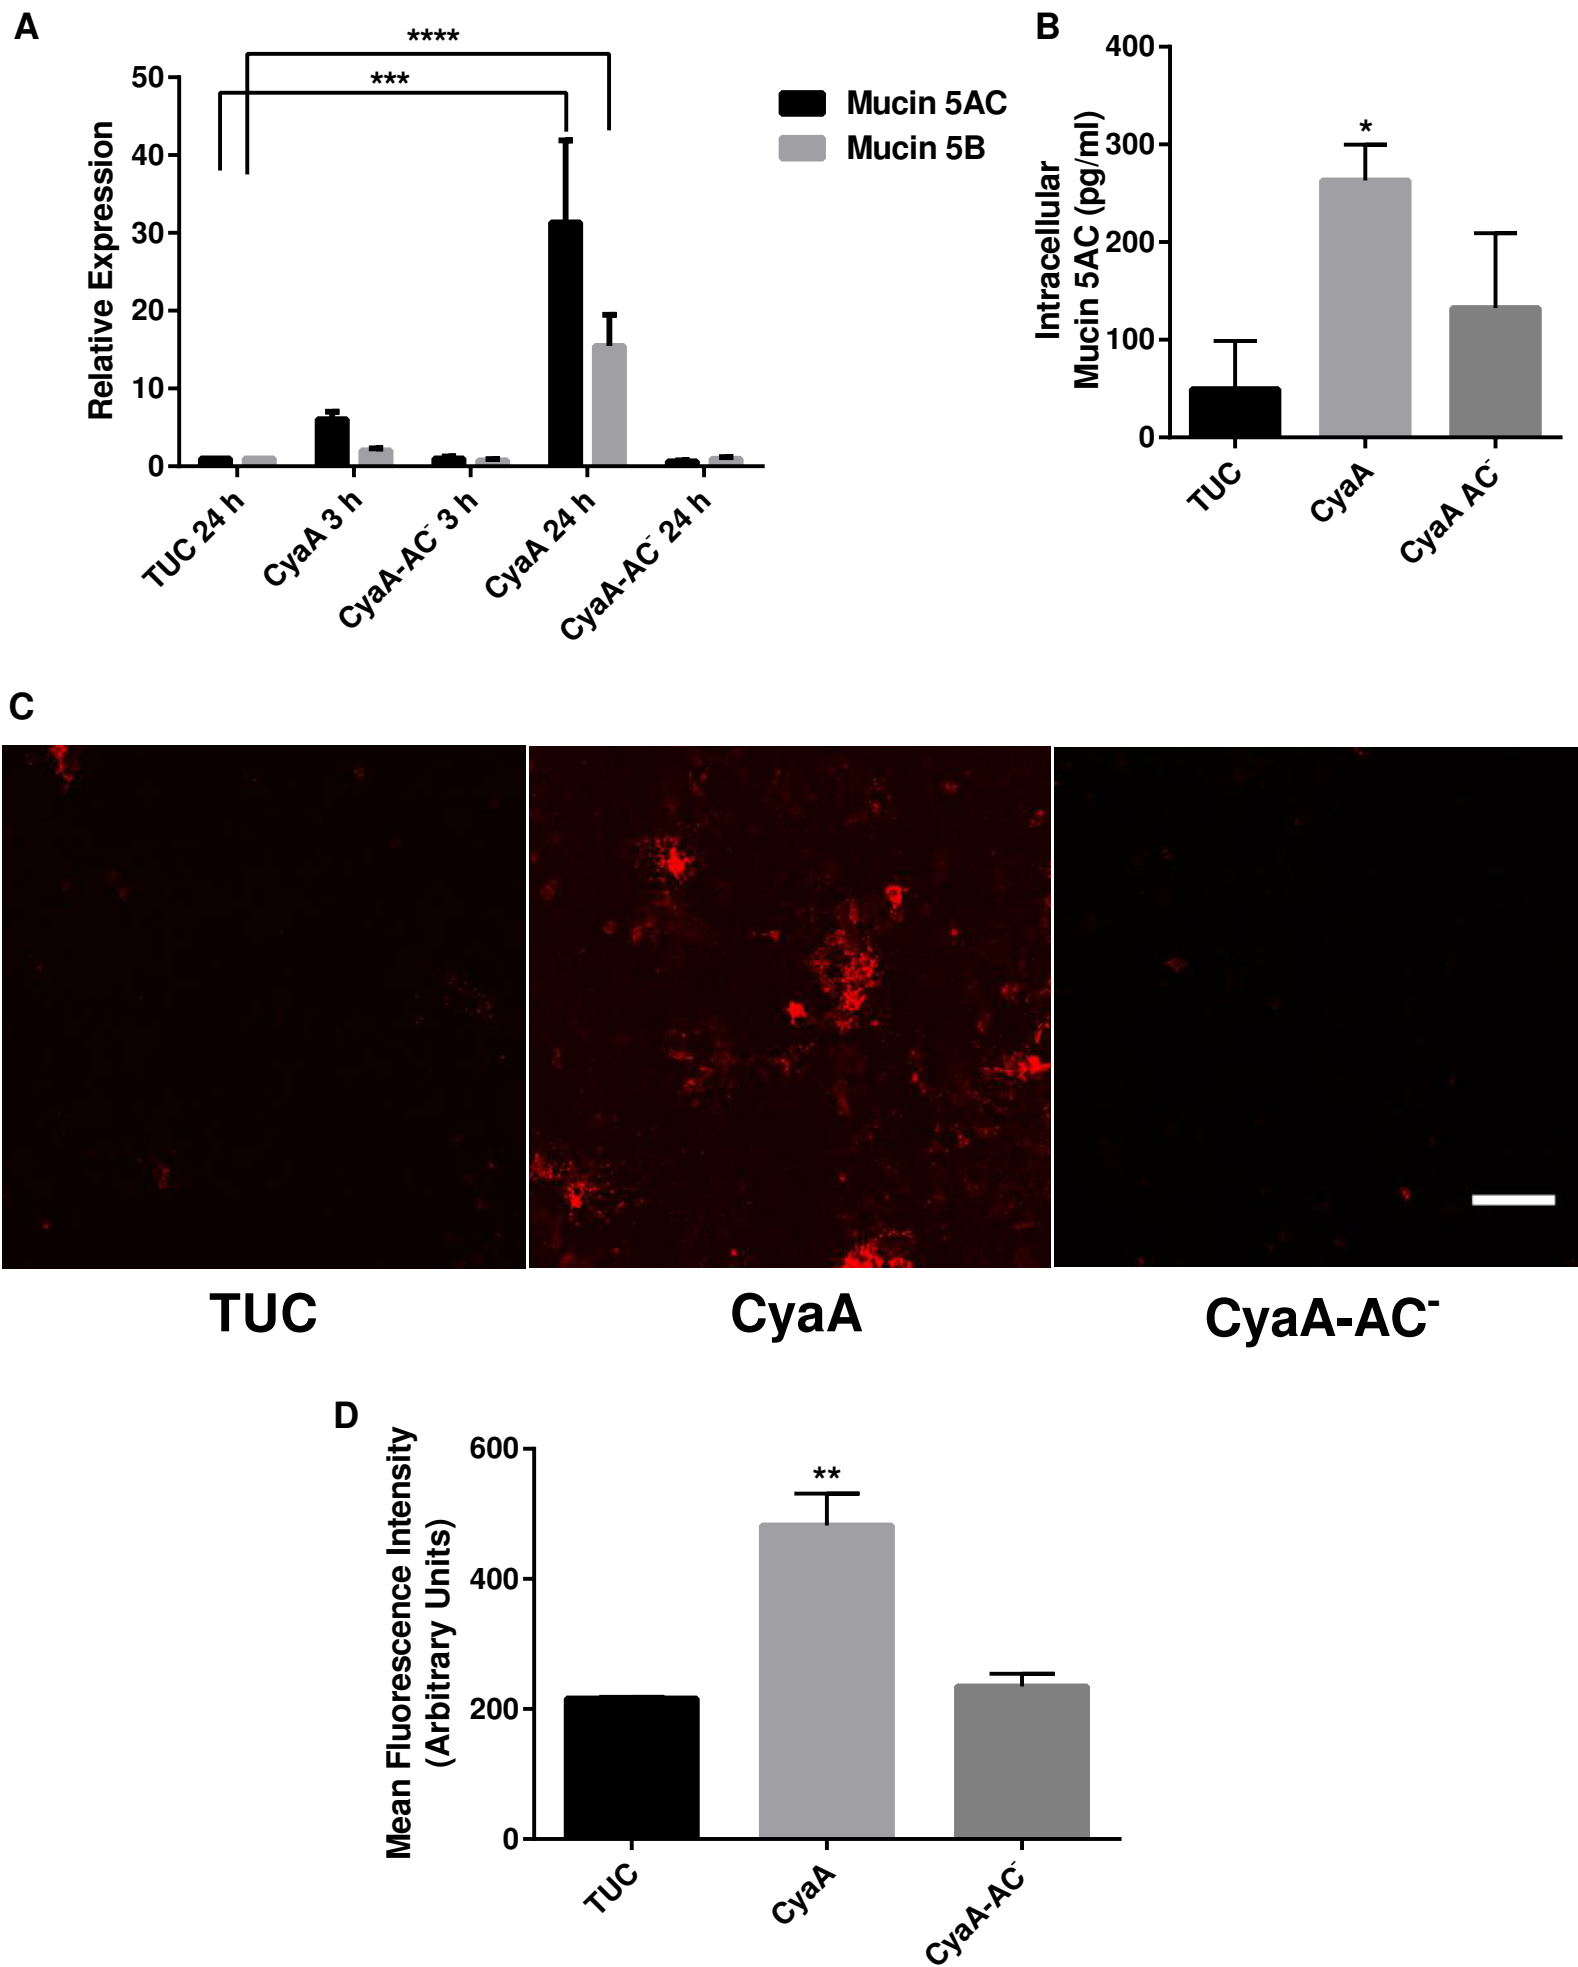 A
****
***
50
40
30
20
10
0
Relative Expression
TUC 24 h
CyaA 3 h
CyaA-AC⁻ 3 h
CyaA 24 h
CyaA-AC⁻ 24 h
Mucin 5AC
Mucin 5B
B
400
300
200
100
0
Intracellular
Mucin 5AC (pg/ml)
*
TUC
CyaA
CyaA AC⁻
C
TUC
CyaA
CyaA-AC⁻
D
600
400
200
0
Mean Fluorescence Intensity
(Arbitrary Units)
**
TUC
CyaA
CyaA-AC⁻